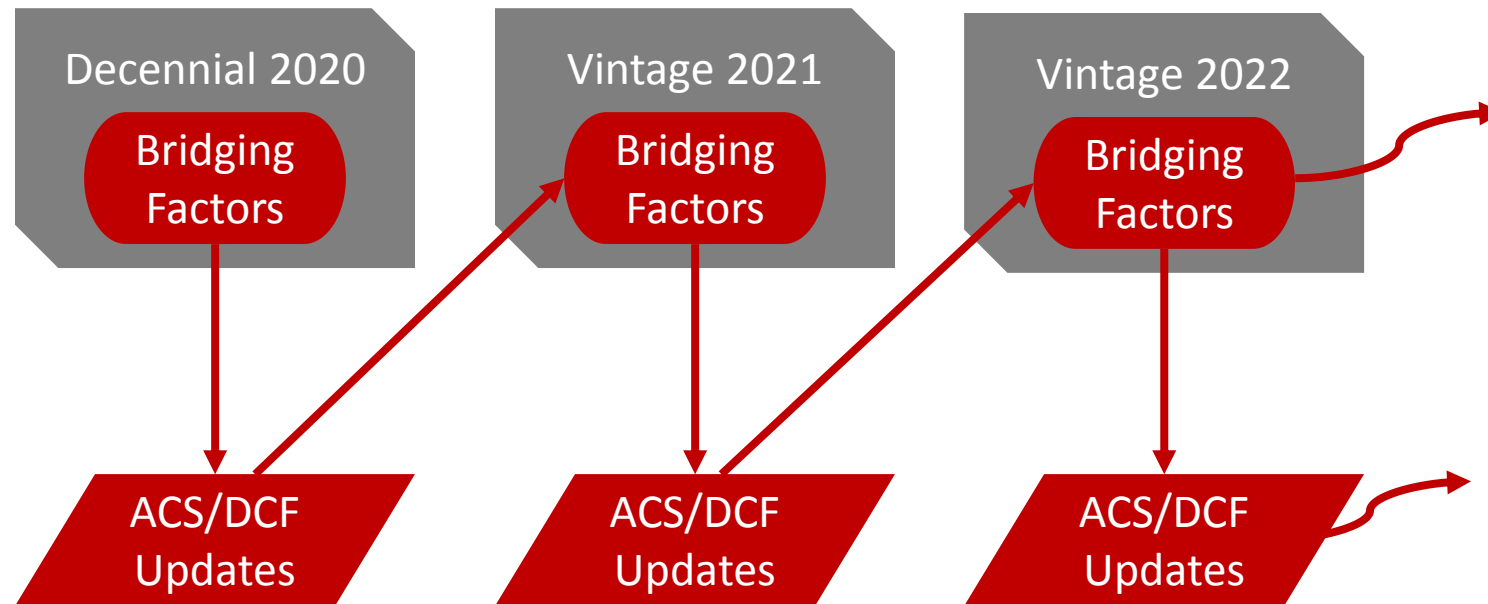 Decennial 2020
Bridging
Factors
Vintage 2021
Bridging
Factors
Vintage 2022
Bridging
Factors
ACS/DCF
Updates
ACS/DCF
Updates
ACS/DCF
Updates